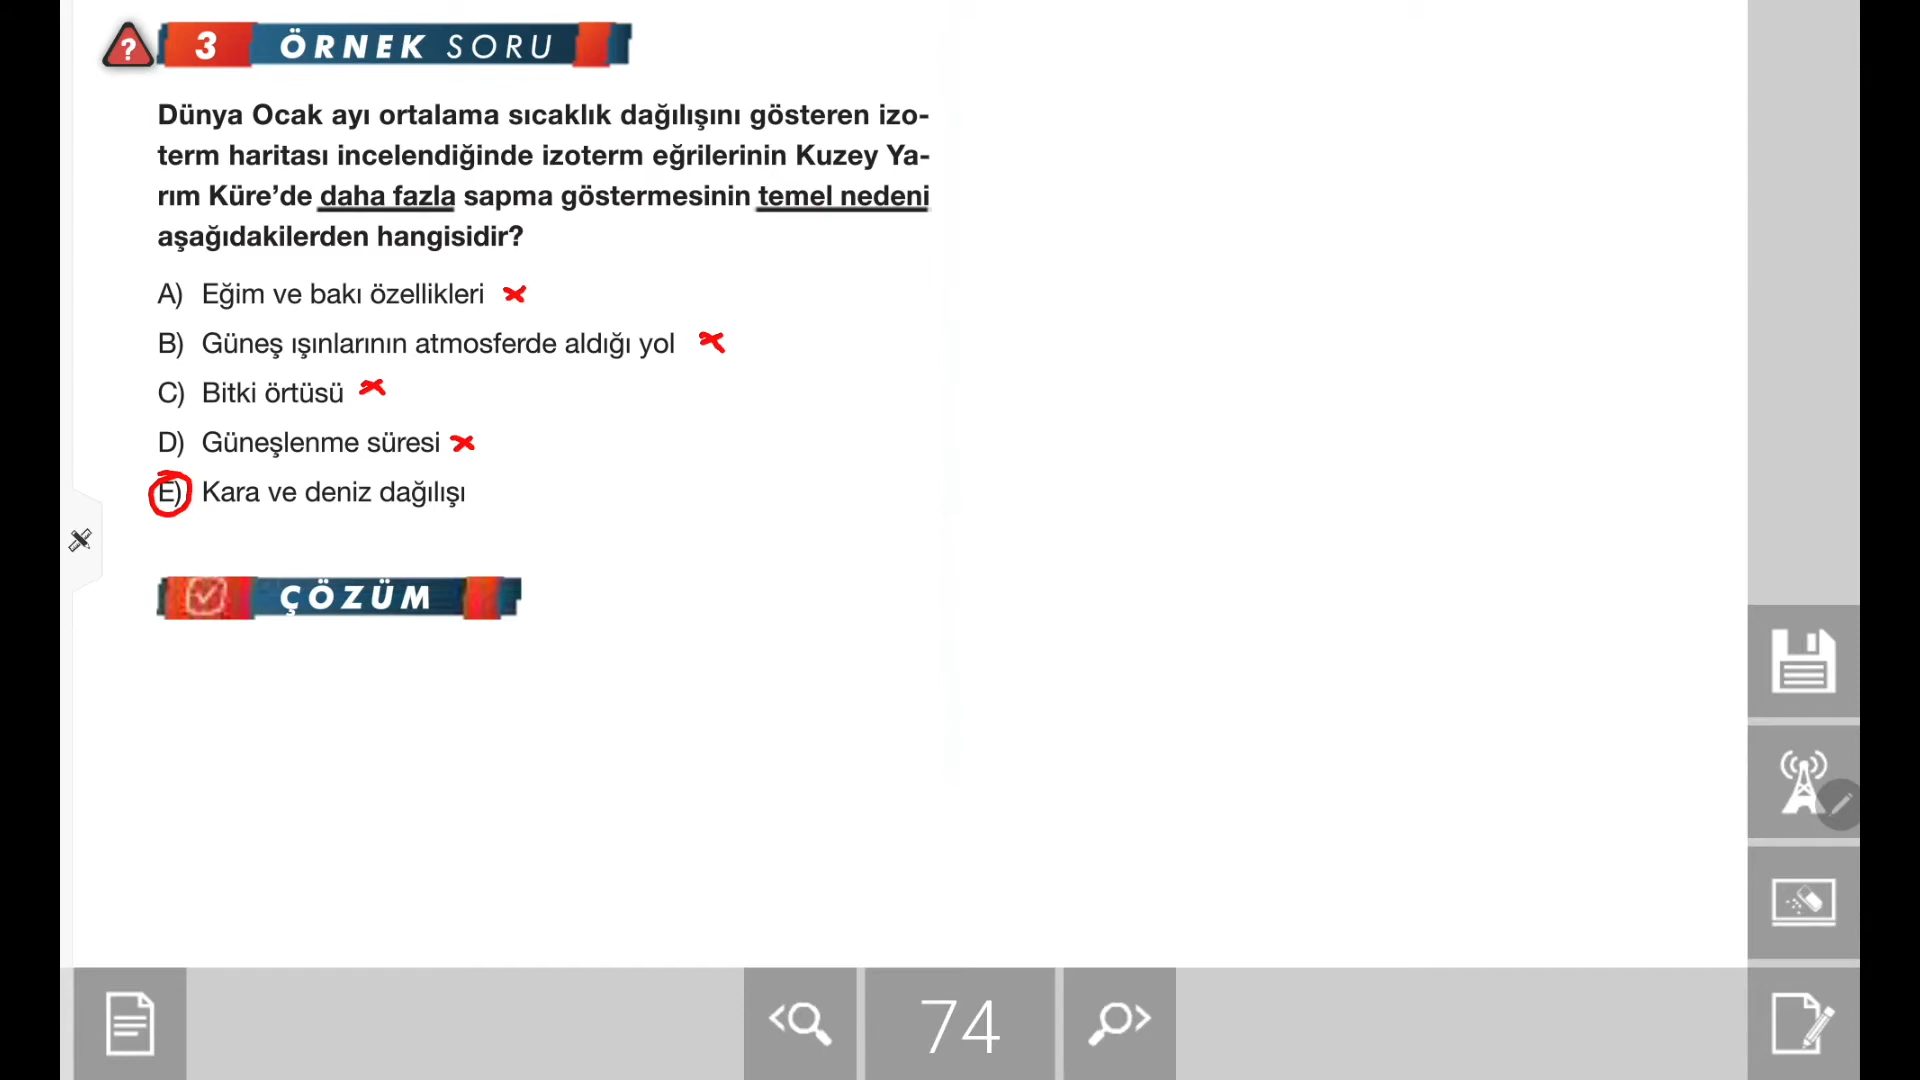 3 ÖRNEK SORU
Dünya Ocak ayı ortalama sıcaklık dağılışını gösteren izo-
term haritası incelendiğinde izoterm eğrilerinin Kuzey Ya-
rım Küre’de daha fazla sapma göstermesinin temel nedeni
aşağıdakilerden hangisidir?
A) Eğim ve bakı özellikleri
B) Güneş ışınlarının atmosferde aldığı yol
C) Bitki örtüsü
D) Güneşlenme süresi
E) Kara ve deniz dağılışı
ÇÖZÜM
74